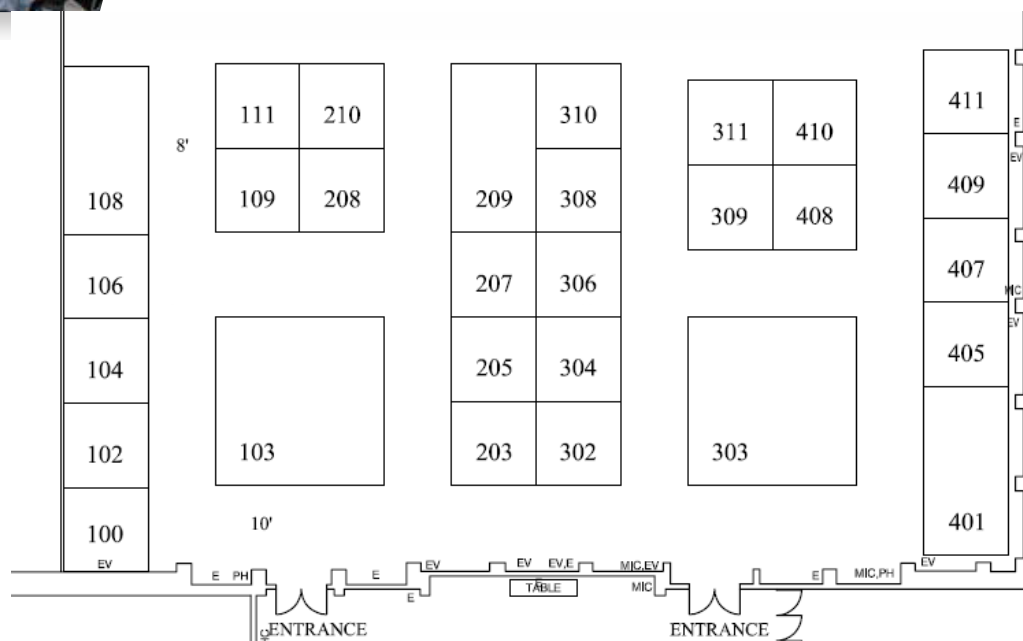 411
111 210 310
311 410
E
8'
EV
409
108 109 208 209 308
309 408
407
106 207 306
MIC
EV
405
104 205 304
103 303
102 203 302
401
10'
100
EV EV EV EV,E MIC,EV EV
E PH E E MIC,PH
E
TABLE MIC
E
ENTRANCE ENTRANCE